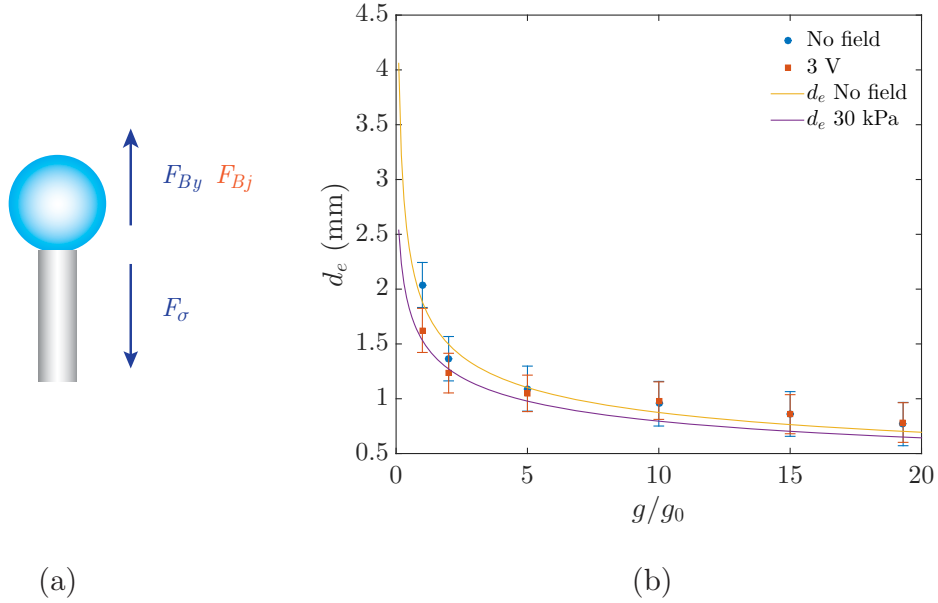 F_By F_Bj
F_σ
(a)
4.5
4
3.5
3
2.5
2
1.5
1
0.5
d_e (mm)
No field
3 V
d_e No field
d_e 30 kPa
0 5 10 15 20
g/g_0
(b)